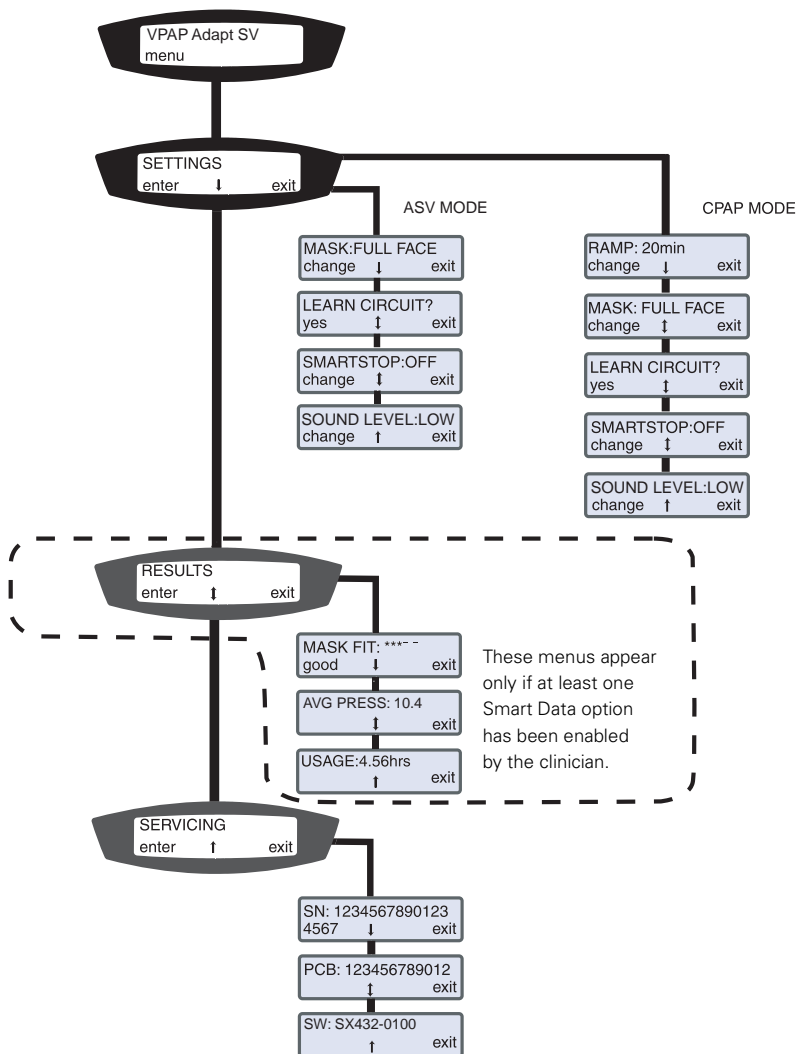 VPAP Adapt SV
menu
SETTINGS
enter ↓ exit
ASV MODE
MASK:FULL FACE
change ↓ exit
LEARN CIRCUIT?
yes ↕ exit
SMARTSTOP:OFF
change ↕ exit
SOUND LEVEL:LOW
change ↑ exit
CPAP MODE
RAMP: 20min
change ↓ exit
MASK: FULL FACE
change ↕ exit
LEARN CIRCUIT?
yes ↕ exit
SMARTSTOP:OFF
change ↕ exit
SOUND LEVEL:LOW
change ↑ exit
RESULTS
enter ↕ exit
MASK FIT: ***- -
good ↓ exit
AVG PRESS: 10.4
↕ exit
USAGE:4.56hrs
↑ exit
These menus appear
only if at least one
Smart Data option
has been enabled
by the clinician.
SERVICING
enter ↑ exit
SN: 1234567890123
4567 ↓ exit
PCB: 123456789012
↕ exit
SW: SX432-0100
↑ exit